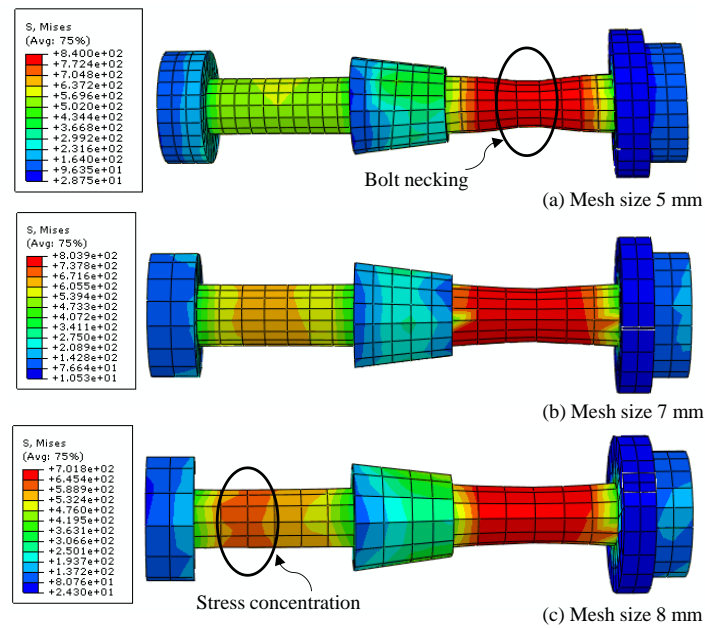 S, Mises
(Avg: 75%)
+8.400e+02
+7.724e+02
+7.048e+02
+6.372e+02
+5.696e+02
+5.020e+02
+4.344e+02
+3.668e+02
+2.992e+02
+2.316e+02
+1.640e+02
+9.635e+01
+2.875e+01
Bolt necking
(a) Mesh size 5 mm
S, Mises
(Avg: 75%)
+8.039e+02
+7.378e+02
+6.716e+02
+6.055e+02
+5.394e+02
+4.733e+02
+4.072e+02
+3.411e+02
+2.750e+02
+2.089e+02
+1.428e+02
+7.664e+01
+1.053e+01
(b) Mesh size 7 mm
S, Mises
(Avg: 75%)
+7.018e+02
+6.454e+02
+5.889e+02
+5.324e+02
+4.760e+02
+4.195e+02
+3.631e+02
+3.066e+02
+2.501e+02
+1.937e+02
+1.372e+02
+8.076e+01
+2.430e+01
Stress concentration
(c) Mesh size 8 mm